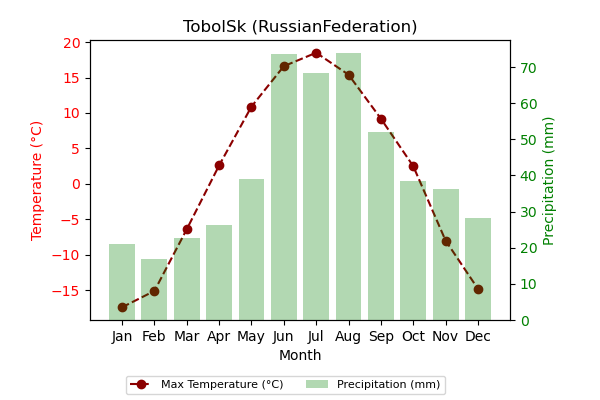 TobolSk (RussianFederation)
Temperature (°C)
20
15
10
5
0
−5
−10
−15
70
60
50
40
30
20
10
0
Precipitation (mm)
Jan Feb Mar Apr May Jun Jul Aug Sep Oct Nov Dec
Month
Max Temperature (°C) Precipitation (mm)